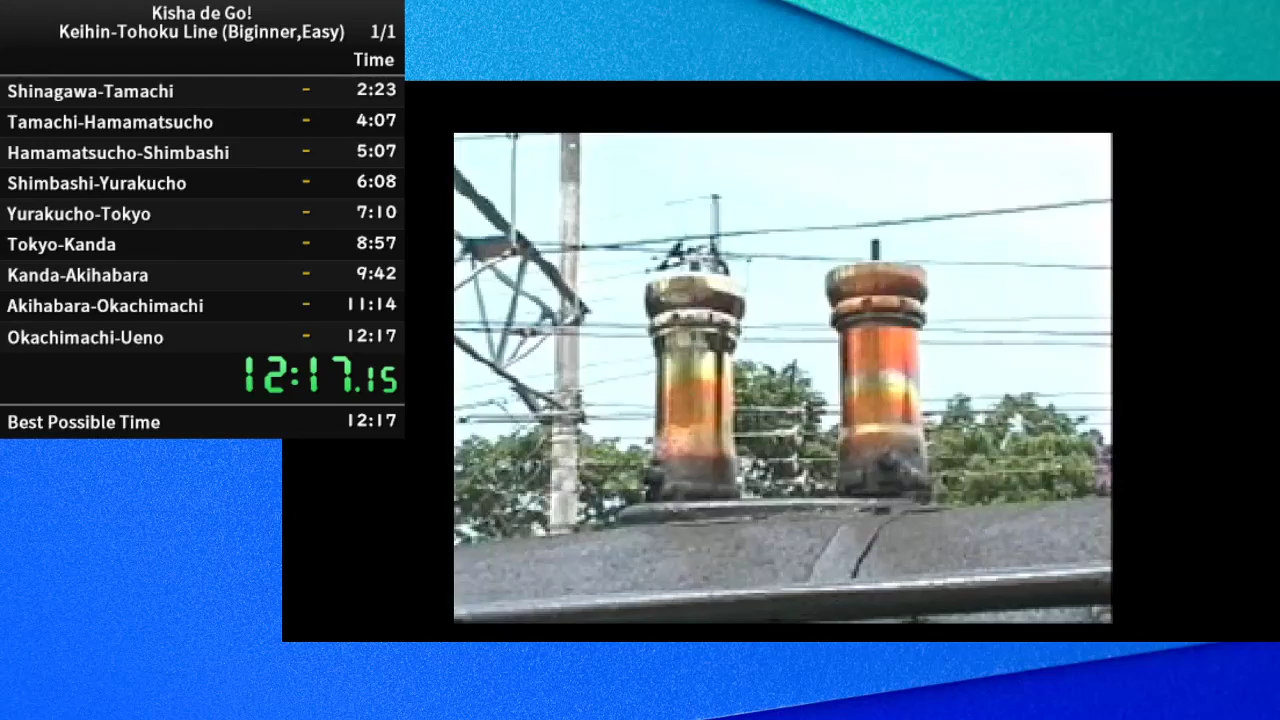 Kisha de Go!
Keihin-Tohoku Line (Biginner,Easy) 1/1
Time
Shinagawa-Tamachi - 2:23
Tamachi-Hamamatsucho - 4:07
Hamamatsucho-Shimbashi - 5:07
Shimbashi-Yurakucho - 6:08
Yurakucho-Tokyo - 7:10
Tokyo-Kanda - 8:57
Kanda-Akihabara - 9:42
Akihabara-Okachimachi - 11:14
Okachimachi-Ueno - 12:17
12:17.15
Best Possible Time 12:17